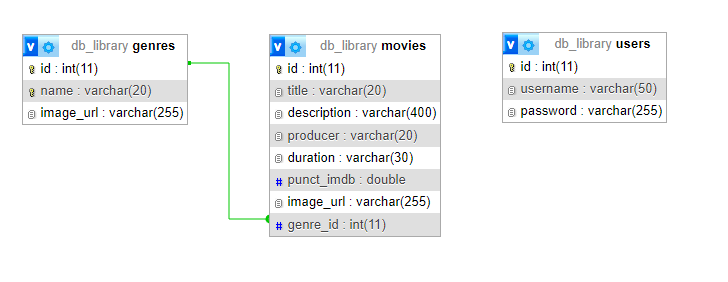 db_library genres
id : int(11)
name : varchar(20)
image_url : varchar(255)
db_library movies
id : int(11)
title : varchar(20)
description : varchar(400)
producer : varchar(20)
duration : varchar(30)
# punct_imdb : double
image_url : varchar(255)
# genre_id : int(11)
db_library users
id : int(11)
username : varchar(50)
password : varchar(255)